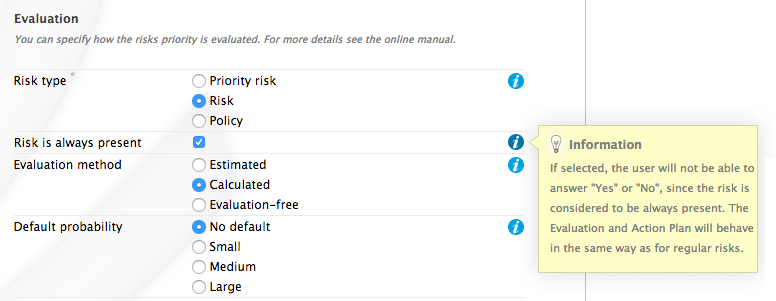 Evaluation
You can specify how the risks priority is evaluated. For more details see the online manual.
Risk type *
Priority risk
Risk
Policy
Risk is always present
Evaluation method
Estimated
Calculated
Evaluation-free
Default probability
No default
Small
Medium
Large
Information
If selected, the user will not be able to
answer "Yes" or "No", since the risk is
considered to be always present. The
Evaluation and Action Plan will behave
in the same way as for regular risks.